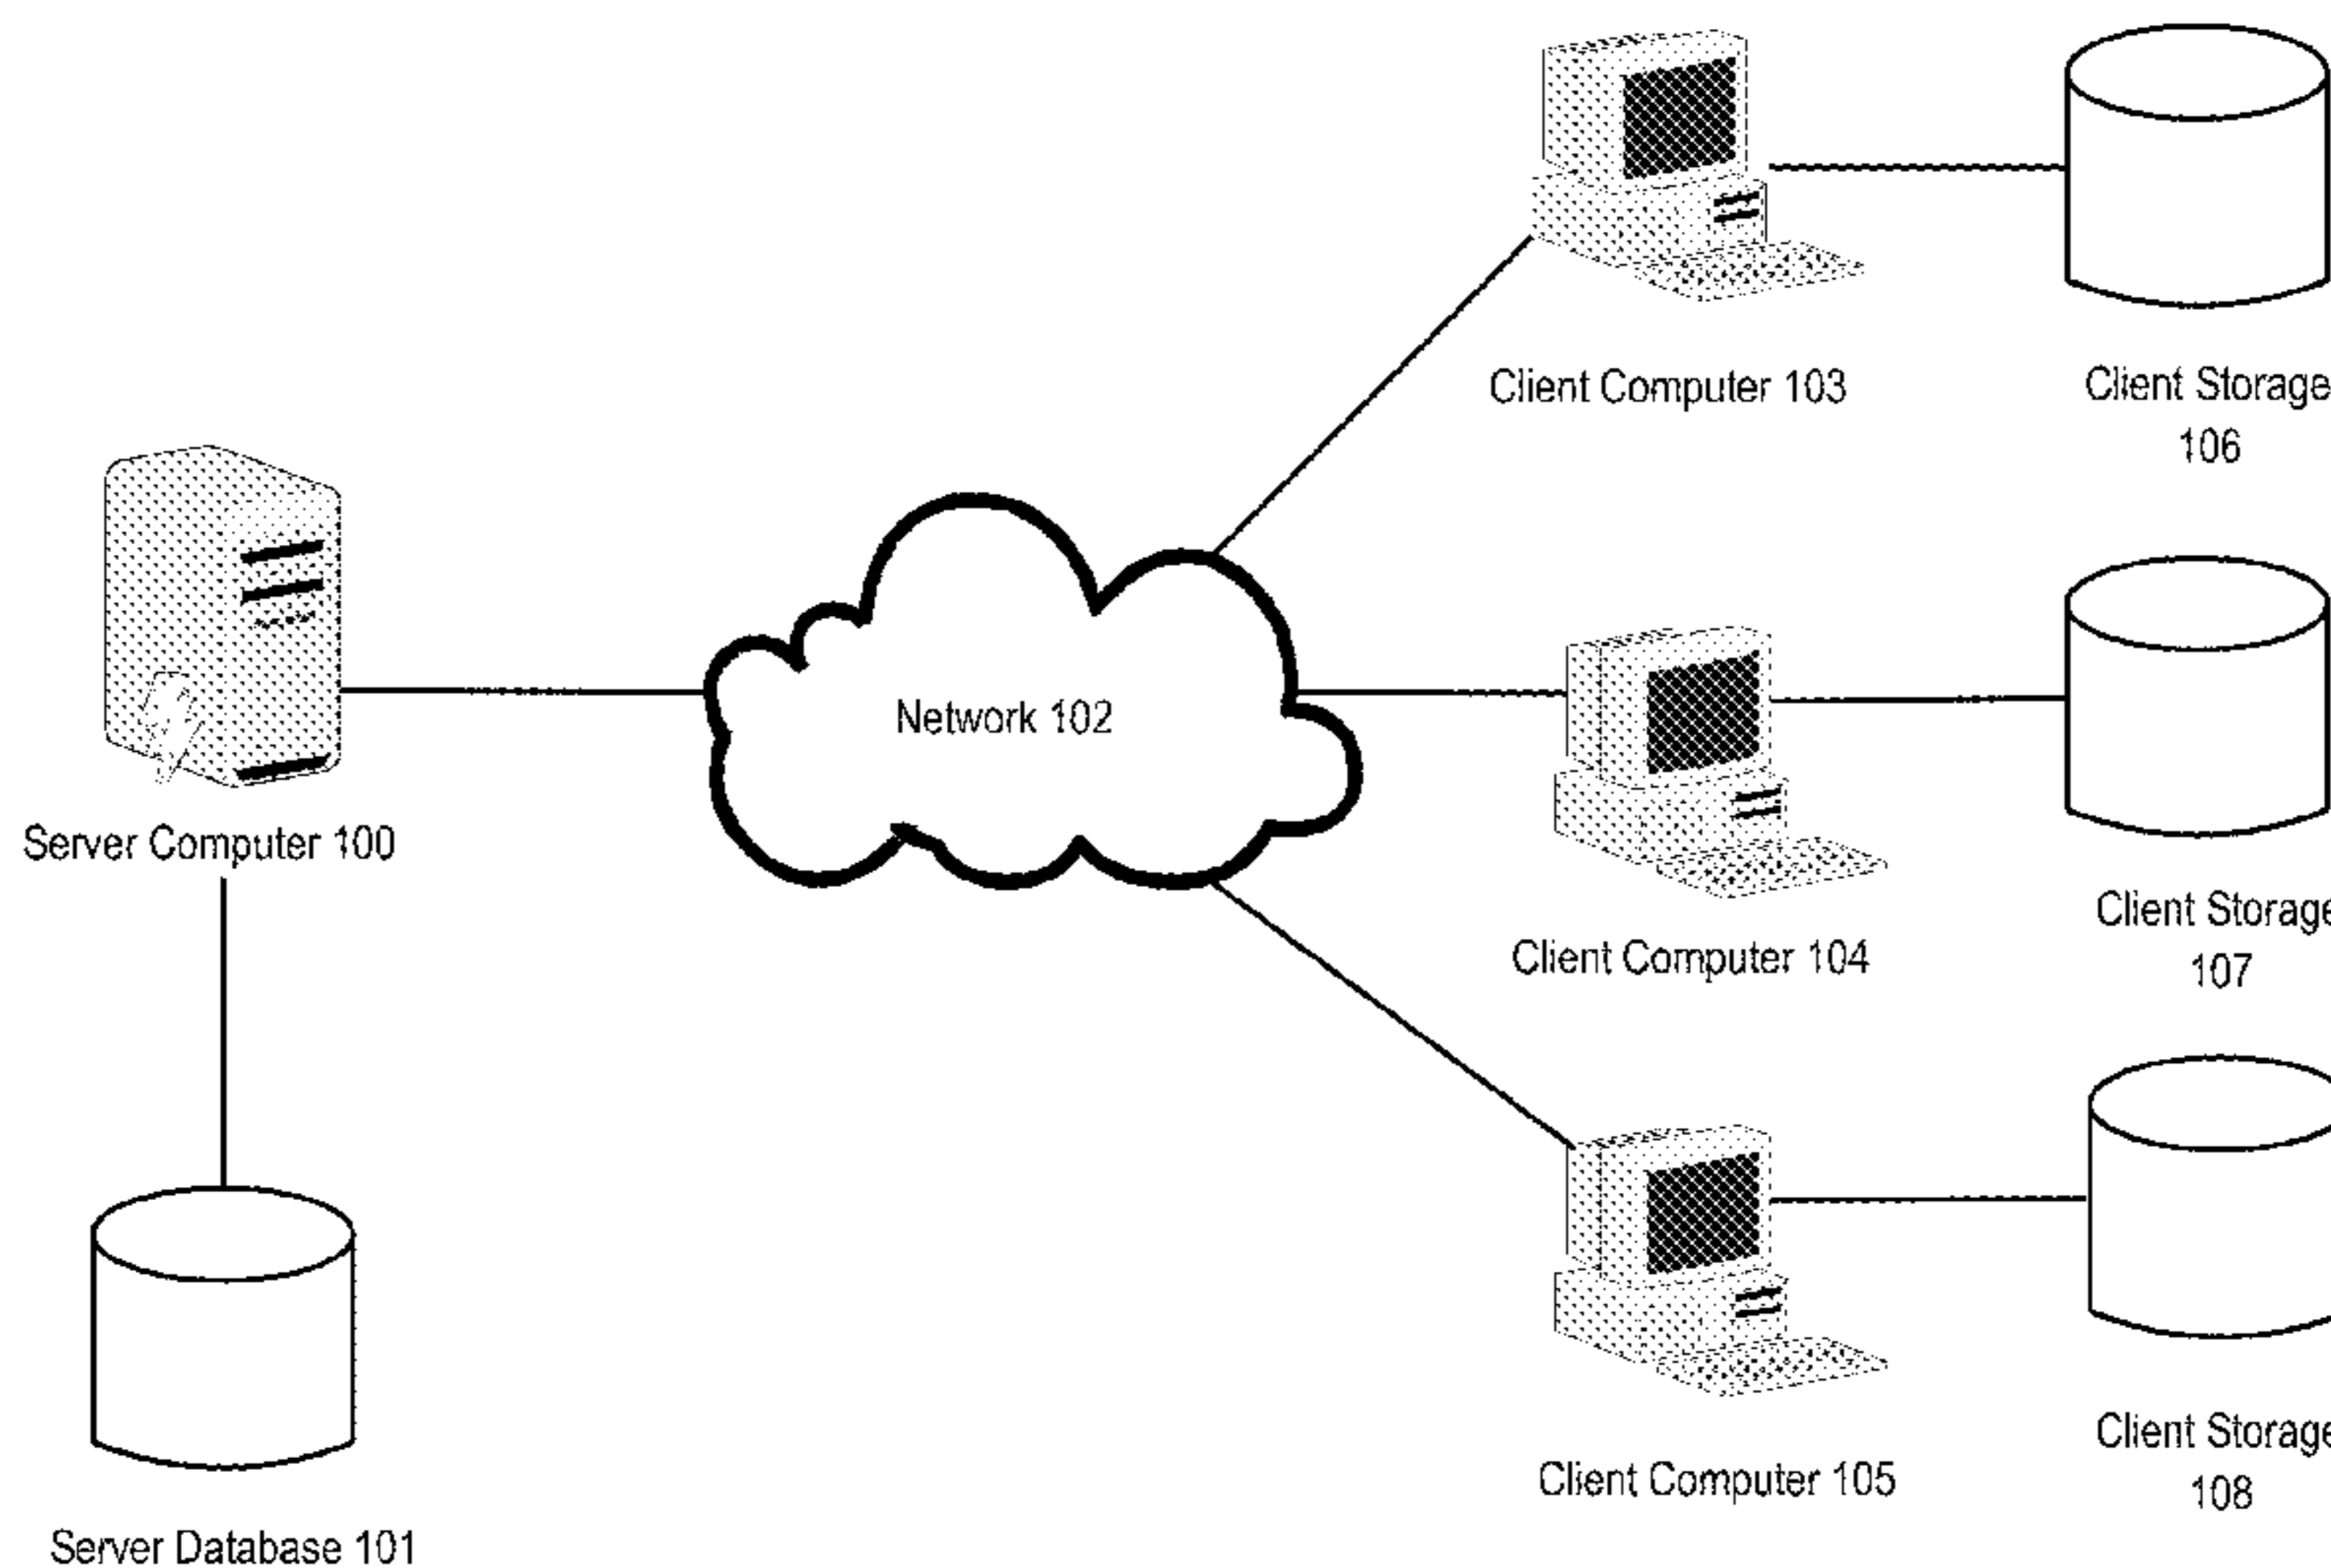 Client Computer 103
Client Storage
106
Network 102
Server Computer 100
Client Storage
107
Client Computer 104
Client Storage
108
Client Computer 105
Server Database 101